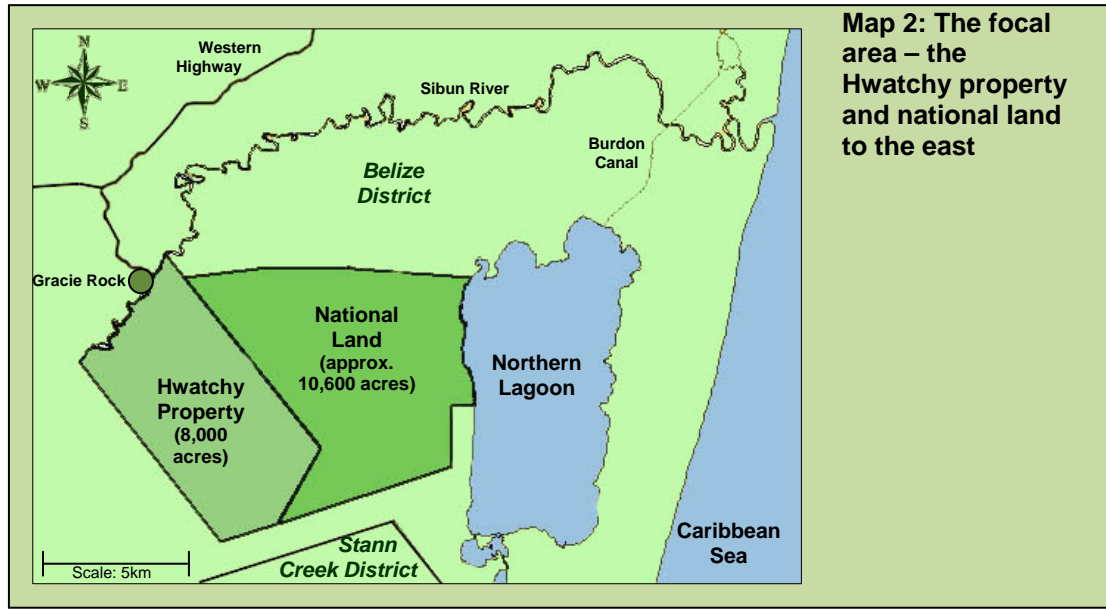 Map 2: The focal
area – the
Hwatchy property
and national land
to the east
N
W E
S
Western
Highway
Sibun River
Burdon
Canal
Belize
District
Gracie Rock
National
Land
(approx.
10,600 acres)
Northern
Lagoon
Hwatchy
Property
(8,000
acres)
Caribbean
Sea
Stann
Creek District
Scale: 5km